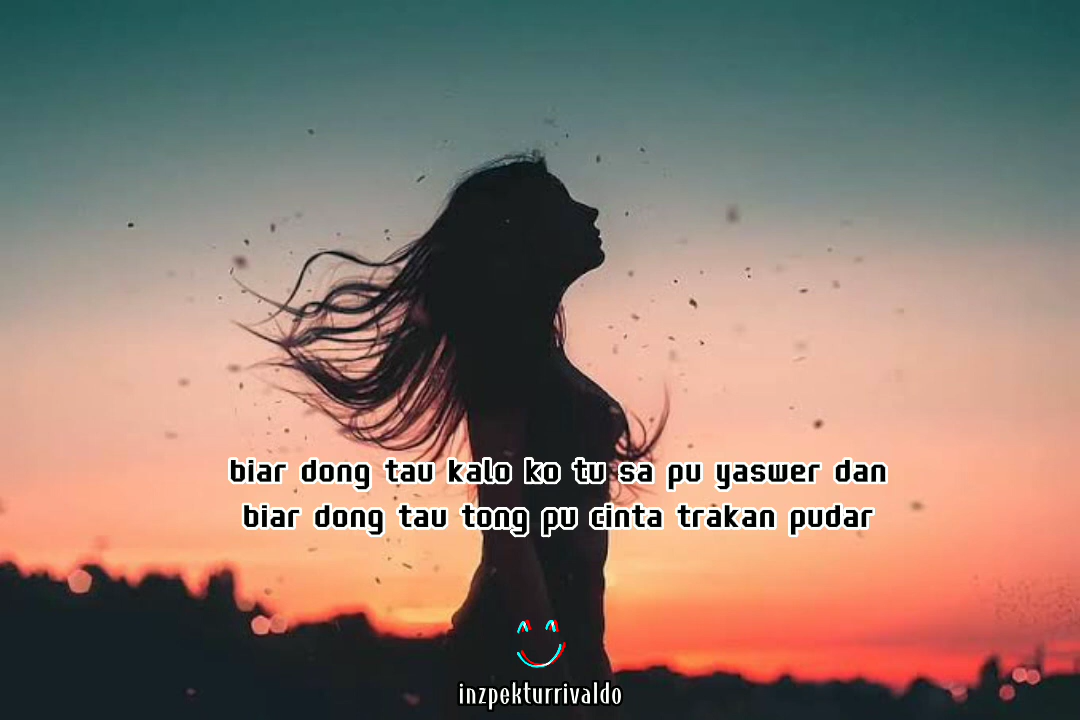 biar dong tau kalo ko tu sa pu yaswer dan
biar dong tau tong pu cinta trakan pudar
inzpekturrivaldo